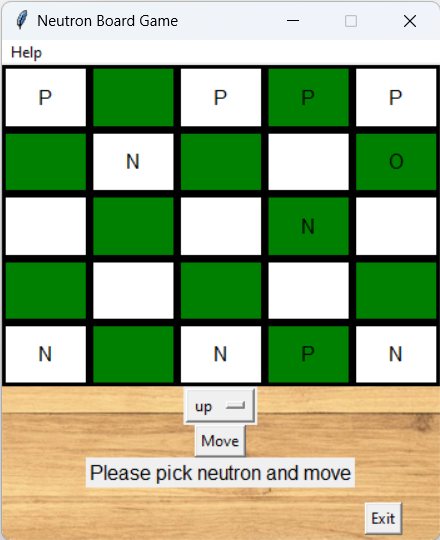 Neutron Board Game
Help
P P P P
N O
N
N N P N
up
Move
Please pick neutron and move
Exit